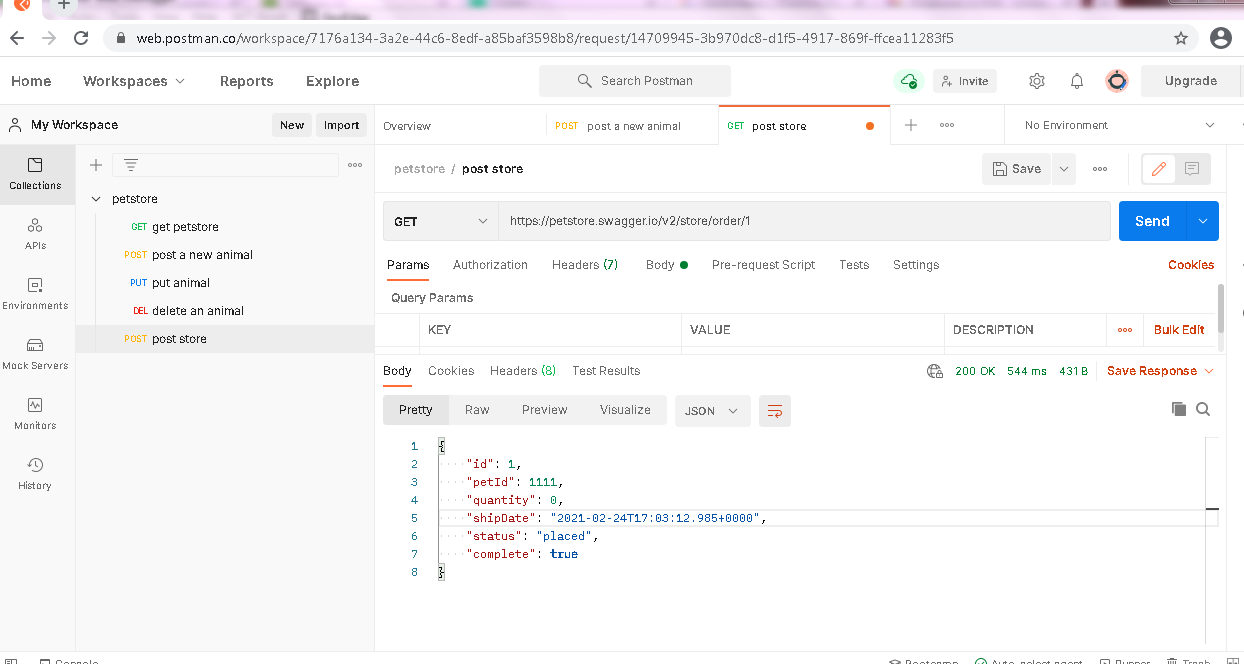 web.postman.co/workspace/7176a134-3a2e-44c6-8edf-a85baf3598b8/request/14709945-3b970dc8-d1f5-4917-869f-ffcea11283f5
Home Workspaces Reports Explore Search Postman Invite Upgrade
My Workspace New Import
Overview POST post a new animal GET post store No Environment
Collections
APIs
Environments
Mock Servers
Monitors
History
petstore
GET get petstore
POST post a new animal
PUT put animal
DEL delete an animal
POST post store
petstore / post store Save
GET https://petstore.swagger.io/v2/store/order/1 Send
Params Authorization Headers (7) Body Pre-request Script Tests Settings Cookies
Query Params
KEY VALUE DESCRIPTION Bulk Edit
Body Cookies Headers (8) Test Results 200 OK 544 ms 431 B Save Response
Pretty Raw Preview Visualize JSON
1 {
2 "id": 1,
3 "petId": 1111,
4 "quantity": 0,
5 "shipDate": "2021-02-24T17:03:12.985+0000",
6 "status": "placed",
7 "complete": true
8 }
Console Bootcamp Auto-select agent Runner Trash